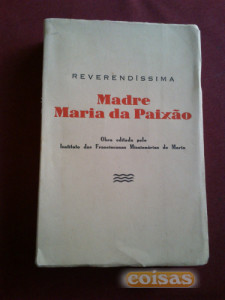 REVERENDÍSSIMA
Madre
Maria da Paixão
Obra editada pelo
Instituto das Franciscanas Missionárias de Maria
coisas